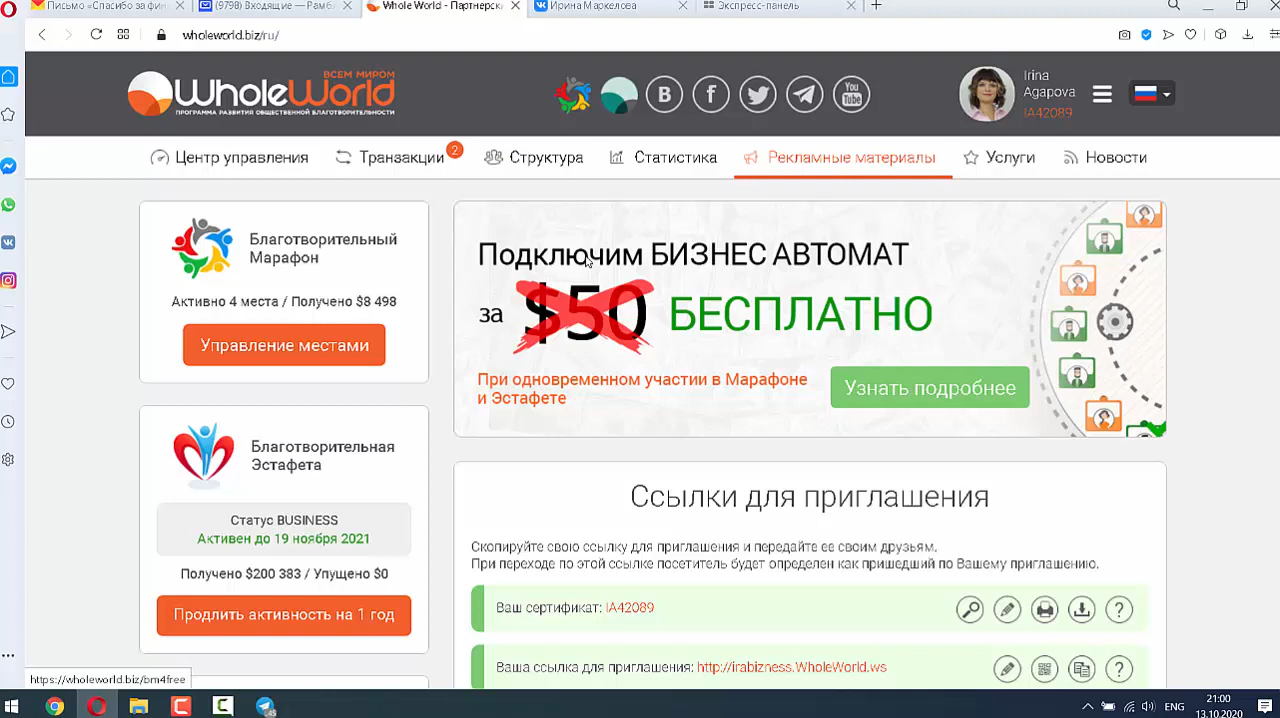 Письмо «Спасибо за фин
(9798) Входящие — Рамбл
Whole World - Партнерск
Ирина Маркелова
Экспресс-панель
wholeworld.biz/ru/
ВСЕМ МИРОМ
WholeWorld
ПРОГРАММА РАЗВИТИЯ ОБЩЕСТВЕННОЙ БЛАГОТВОРИТЕЛЬНОСТИ
B
f
You
Tube
Irina
Agapova
IA42089
Центр управления
Транзакции
2
Структура
Статистика
Рекламные материалы
Услуги
Новости
Благотворительный
Марафон
Активно 4 места / Получено $8 498
Управление местами
Подключим БИЗНЕС АВТОМАТ
за $50 БЕСПЛАТНО
При одновременном участии в Марафоне
и Эстафете
Узнать подробнее
Благотворительная
Эстафета
Статус BUSINESS
Активен до 19 ноября 2021
Получено $200 383 / Упущено $0
Продлить активность на 1 год
Ссылки для приглашения
Скопируйте свою ссылку для приглашения и передайте ее своим друзьям.
При переходе по этой ссылке посетитель будет определен как пришедший по Вашему приглашению.
Ваш сертификат: IA42089
?
Ваша ссылка для приглашения: http://irabizness.WholeWorld.ws
?
https://wholeworld.biz/bm4free
ENG
21:00
13.10.2020